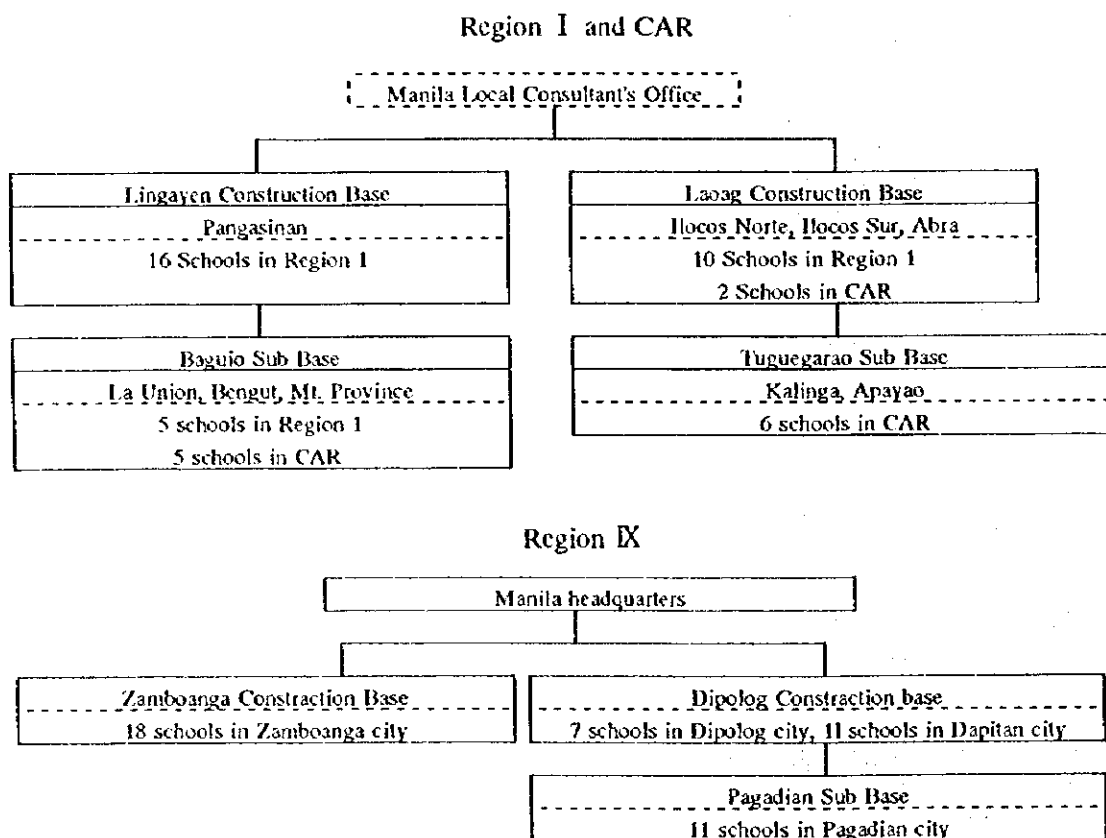 Region I and CAR
Manila Local Consultant's Office
Lingayen Construction Base
Pangasinan
16 Schools in Region 1
Laoag Construction Base
Ilocos Norte, Ilocos Sur, Abra
10 Schools in Region 1
2 Schools in CAR
Baguio Sub Base
La Union, Bengut, Mt. Province
5 schools in Region 1
5 schools in CAR
Tuguegarao Sub Base
Kalinga, Apayao
6 schools in CAR
Region IX
Manila headquarters
Zamboanga Constraction Base
18 schools in Zamboanga city
Dipolog Constraction base
7 schools in Dipolog city, 11 schools in Dapitan city
Pagadian Sub Base
11 schools in Pagadian city